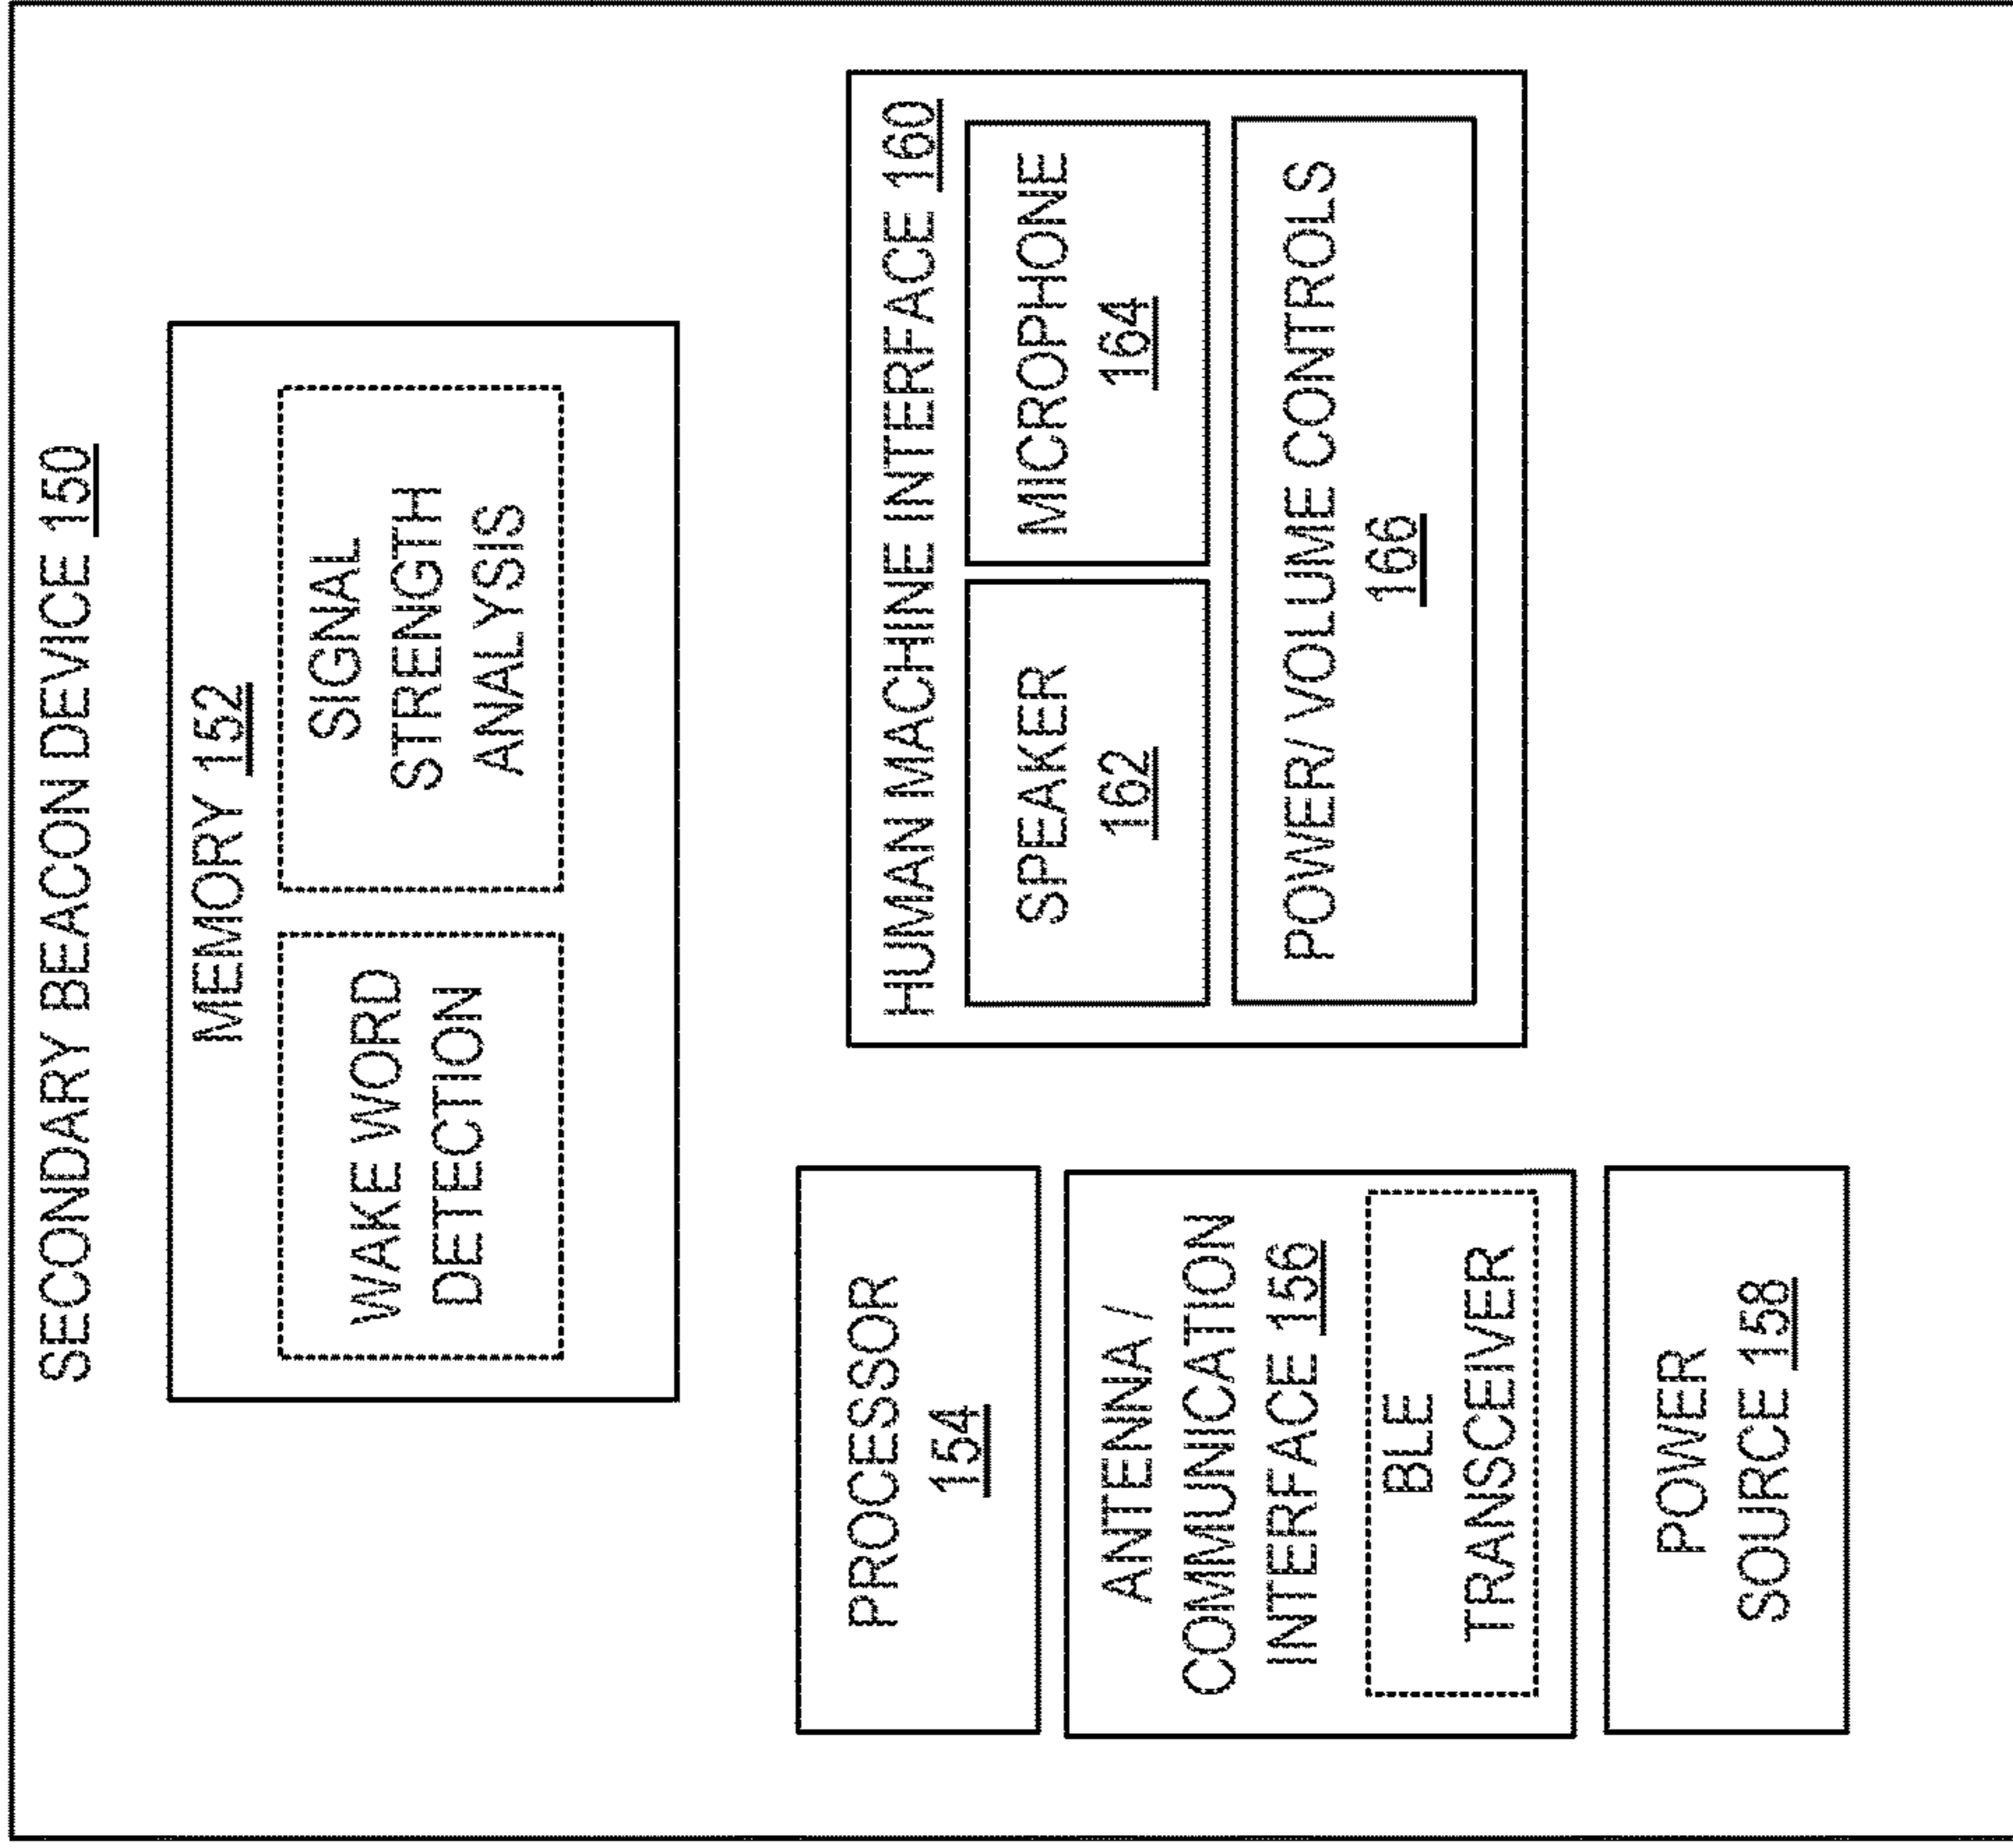 SECONDARY BEACON DEVICE 150
MEMORY 152
WAKE WORD
DETECTION
SIGNAL
STRENGTH
ANALYSIS
PROCESSOR
154
ANTENNA /
COMMUNICATION
INTERFACE 156
BLE
TRANSCEIVER
POWER
SOURCE 158
HUMAN MACHINE INTERFACE 160
SPEAKER
162
MICROPHONE
164
POWER/ VOLUME CONTROLS
166